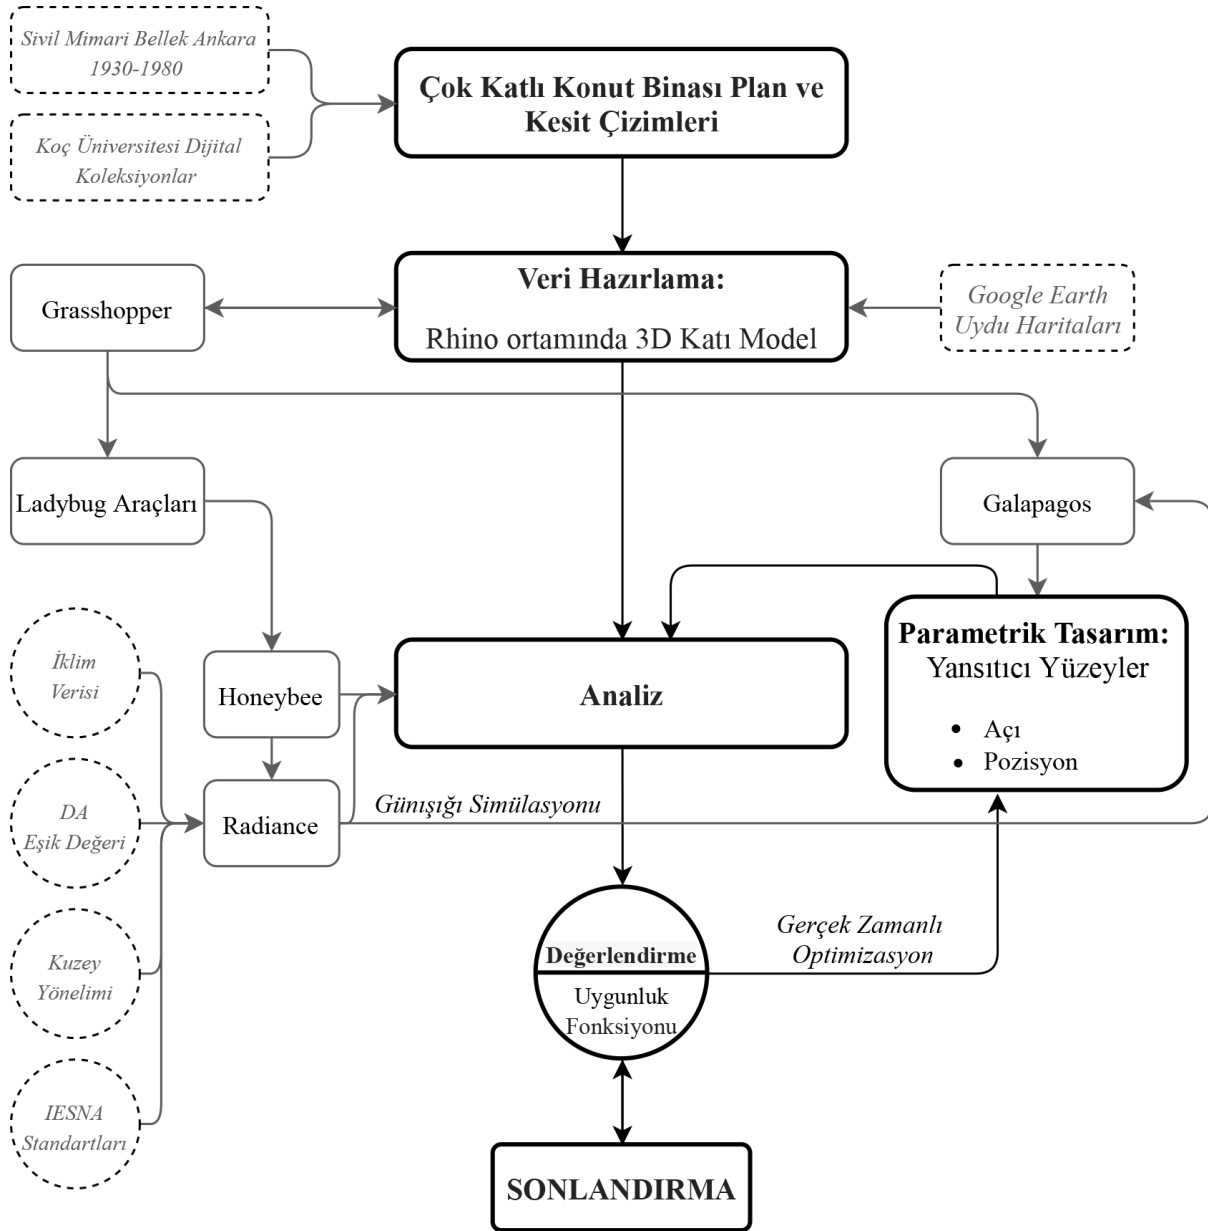 Sivil Mimari Bellek Ankara
1930-1980
Koç Üniversitesi Dijital
Koleksiyonlar
Çok Katlı Konut Binası Plan ve
Kesit Çizimleri
Grasshopper
Veri Hazırlama:
Rhino ortamında 3D Katı Model
Google Earth
Uydu Haritaları
Ladybug Araçları
Galapagos
İklim
Verisi
Honeybee
Analiz
Parametrik Tasarım:
Yansıtıcı Yüzeyler
• Açı
• Pozisyon
DA
Eşik Değeri
Radiance
Günışığı Simülasyonu
Kuzey
Yönelimi
Değerlendirme
Uygunluk
Fonksiyonu
Gerçek Zamanlı
Optimizasyon
IESNA
Standartları
SONLANDIRMA